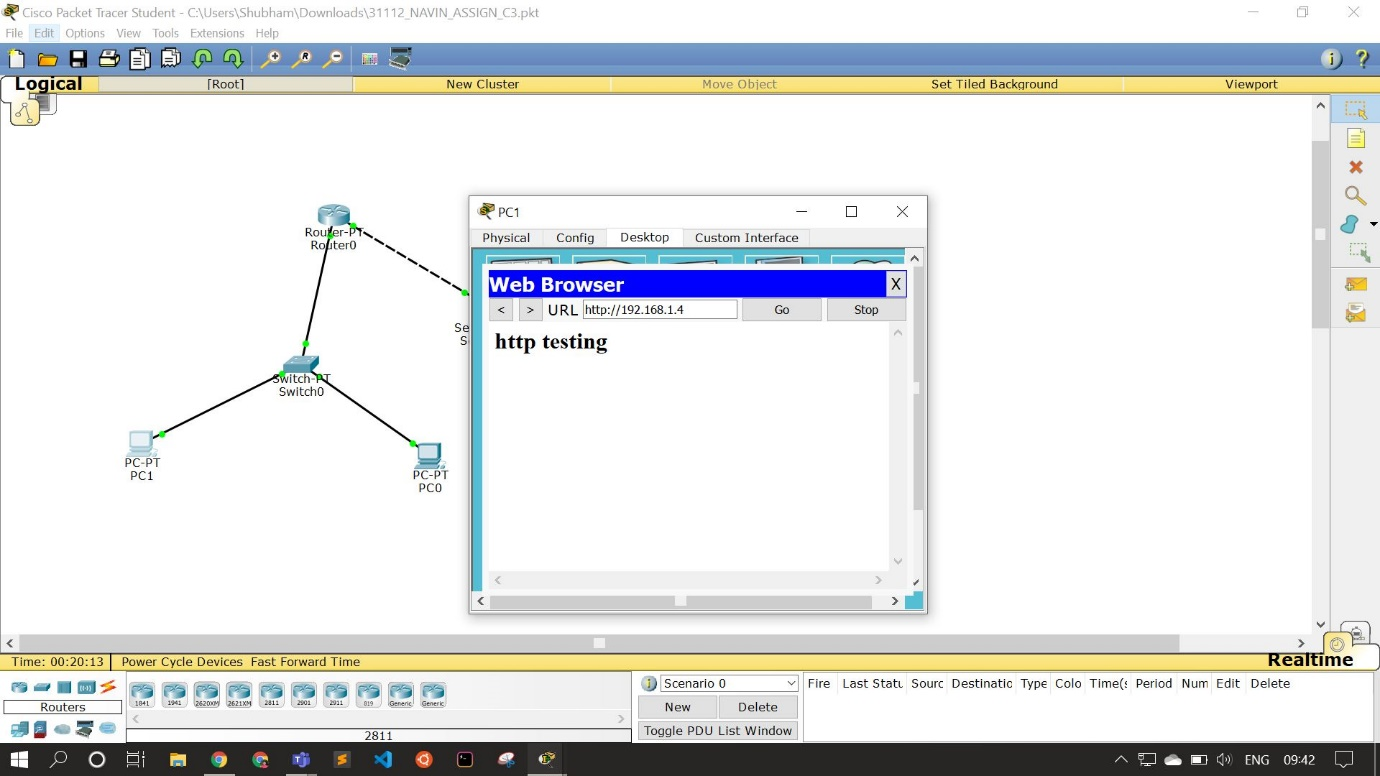 Cisco Packet Tracer Student - C:\Users\Shubham\Downloads\31112_NAVIN_ASSIGN_C3.pkt
File Edit Options View Tools Extensions Help
Logical [Root] New Cluster Move Object Set Tiled Background Viewport
Router-PT
Router0
Se
S
Switch-PT
Switch0
PC-PT
PC1
PC-PT
PC0
PC1
Physical Config Desktop Custom Interface
Web Browser X
< > URL http://192.168.1.4 Go Stop
http testing
Time: 00:20:13 Power Cycle Devices Fast Forward Time Realtime
Routers
1841 1941 2620XM 2621XM 2811 2901 2911 819 Generic Generic
2811
Scenario 0
New Delete
Toggle PDU List Window
Fire Last Statu Sourc Destinatio Type Colo Time(s Period Num Edit Delete
ENG 09:42